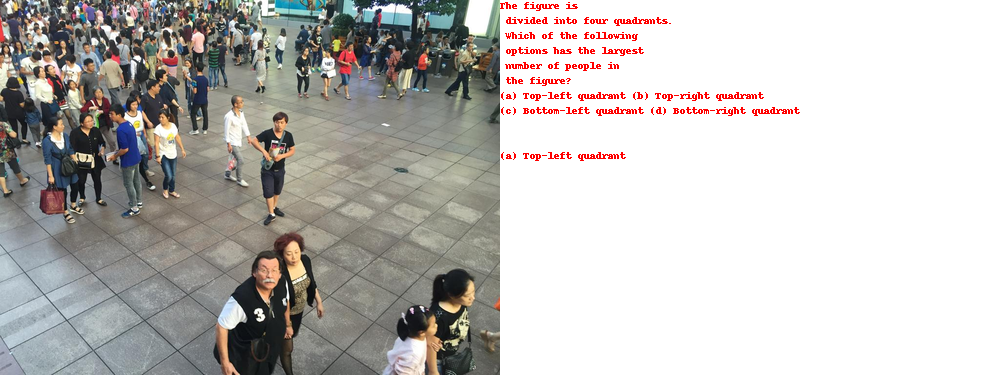 The figure is
divided into four quadrants.
Which of the following
options has the largest
number of people in
the figure?
(a) Top-left quadrant (b) Top-right quadrant
(c) Bottom-left quadrant (d) Bottom-right quadrant
(a) Top-left quadrant
3